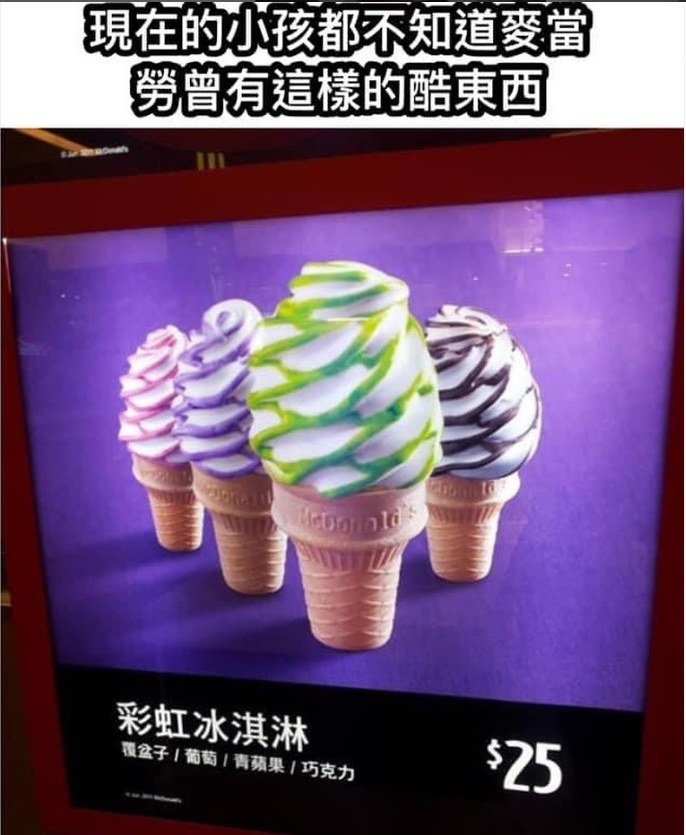 現在的小孩都不知道麥當
勞曾有這樣的酷東西
McDonald's
彩虹冰淇淋
覆盆子 / 葡萄 / 青蘋果 / 巧克力
$25